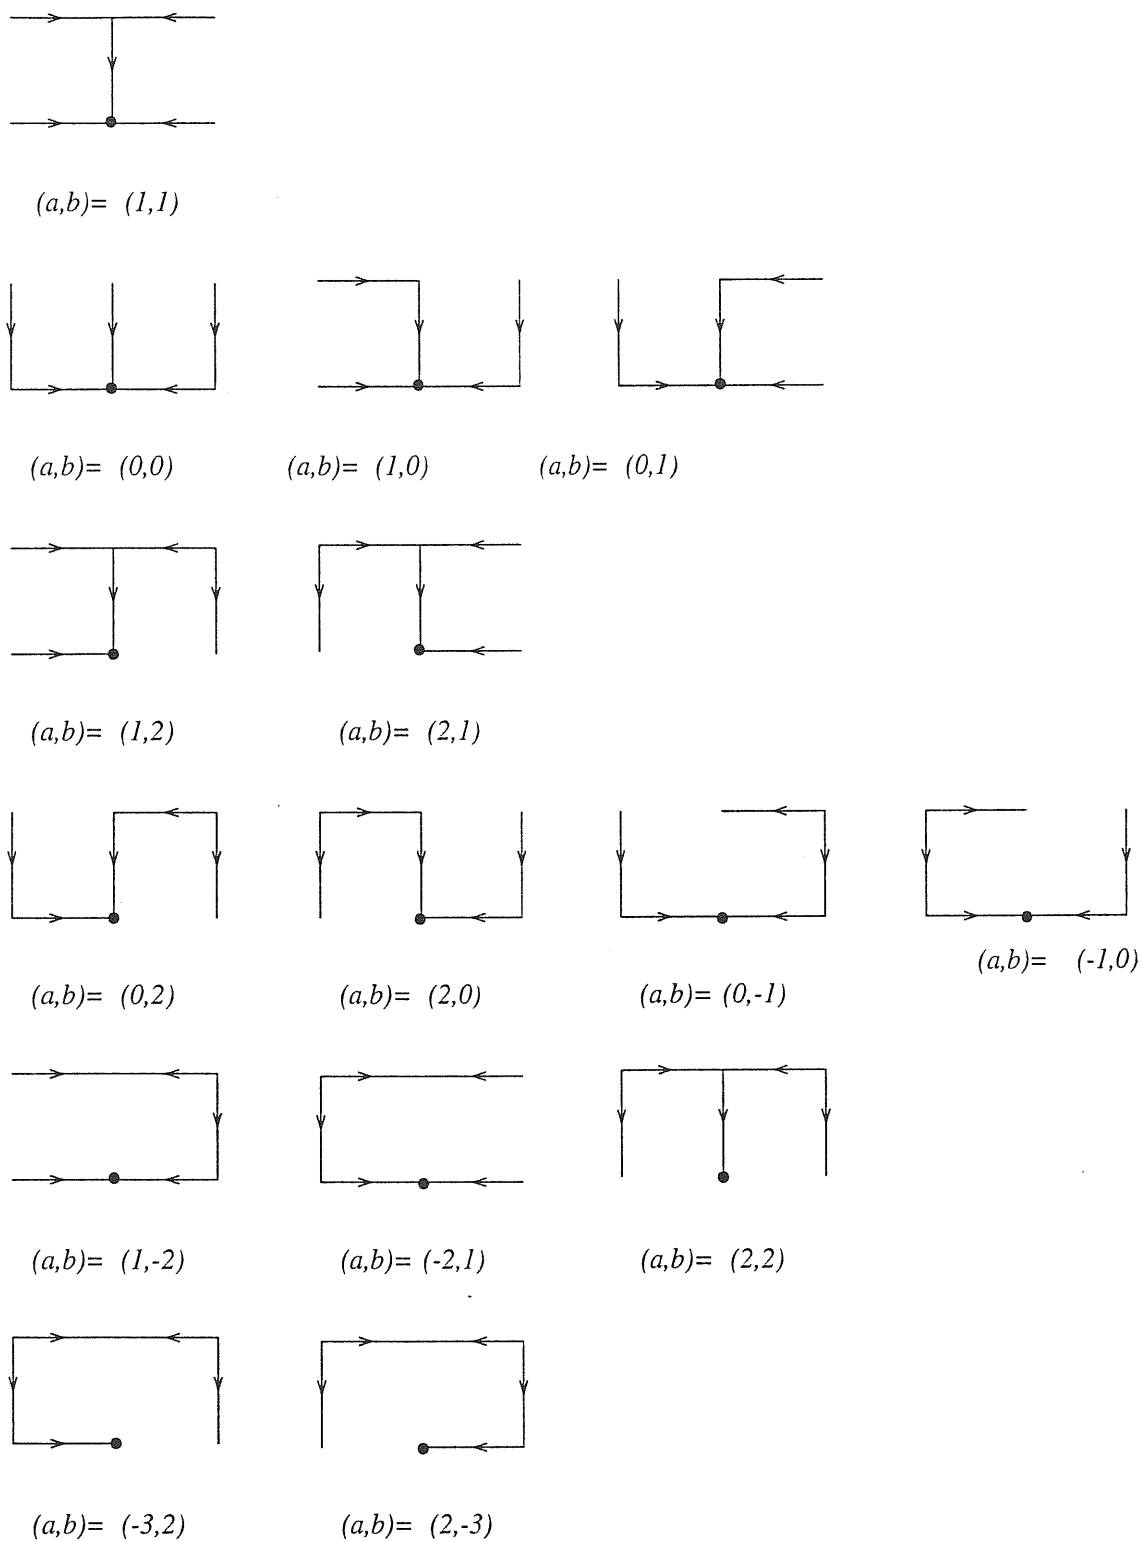 (a,b)= (1,1)
(a,b)= (0,0) (a,b)= (1,0) (a,b)= (0,1)
(a,b)= (1,2) (a,b)= (2,1)
(a,b)= (-1,0)
(a,b)= (0,2) (a,b)= (2,0) (a,b)= (0,-1)
(a,b)= (1,-2) (a,b)= (-2,1) (a,b)= (2,2)
(a,b)= (-3,2) (a,b)= (2,-3)